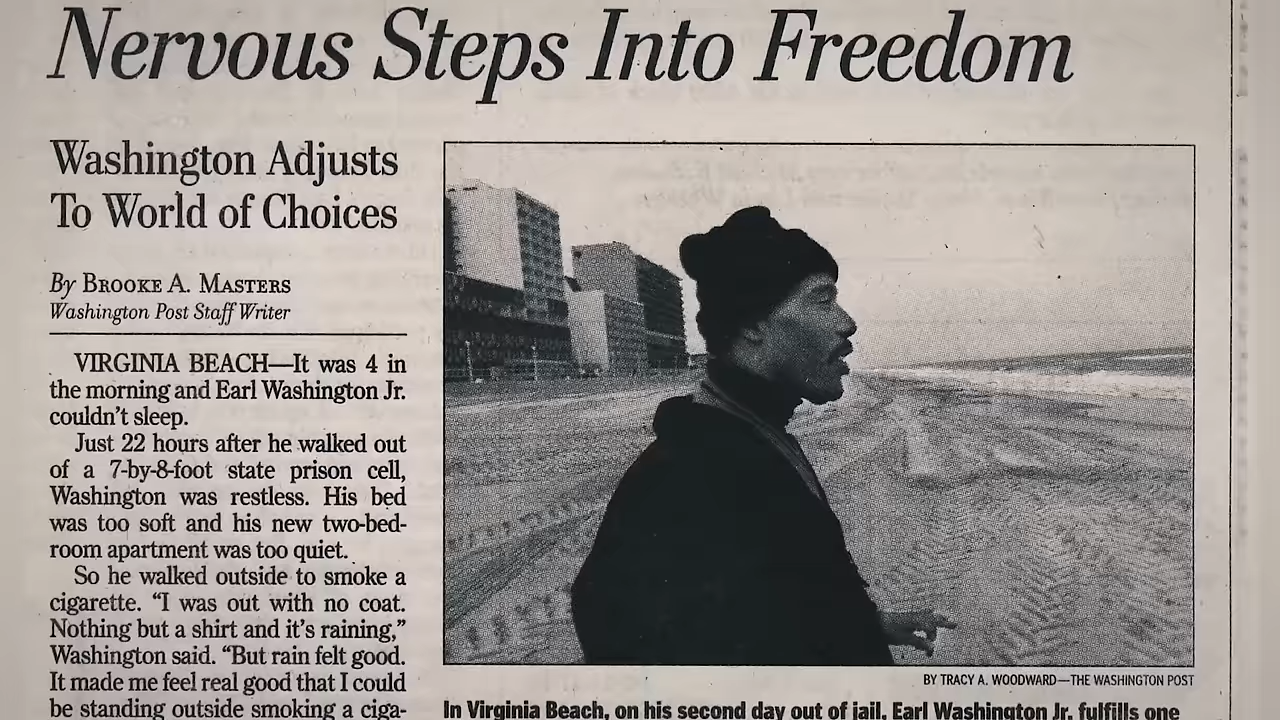 Nervous Steps Into Freedom
Washington Adjusts
To World of Choices
By BROOKE A. MASTERS
Washington Post Staff Writer
VIRGINIA BEACH—It was 4 in
the morning and Earl Washington Jr.
couldn't sleep.
Just 22 hours after he walked out
of a 7-by-8-foot state prison cell,
Washington was restless. His bed
was too soft and his new two-bed-
room apartment was too quiet.
So he walked outside to smoke a
cigarette. “I was out with no coat.
Nothing but a shirt and it's raining,”
Washington said. “But rain felt good.
It made me feel real good that I could
be standing outside smoking a ciga-
BY TRACY A. WOODWARD—THE WASHINGTON POST
In Virginia Beach, on his second day out of jail, Earl Washington Jr. fulfills one